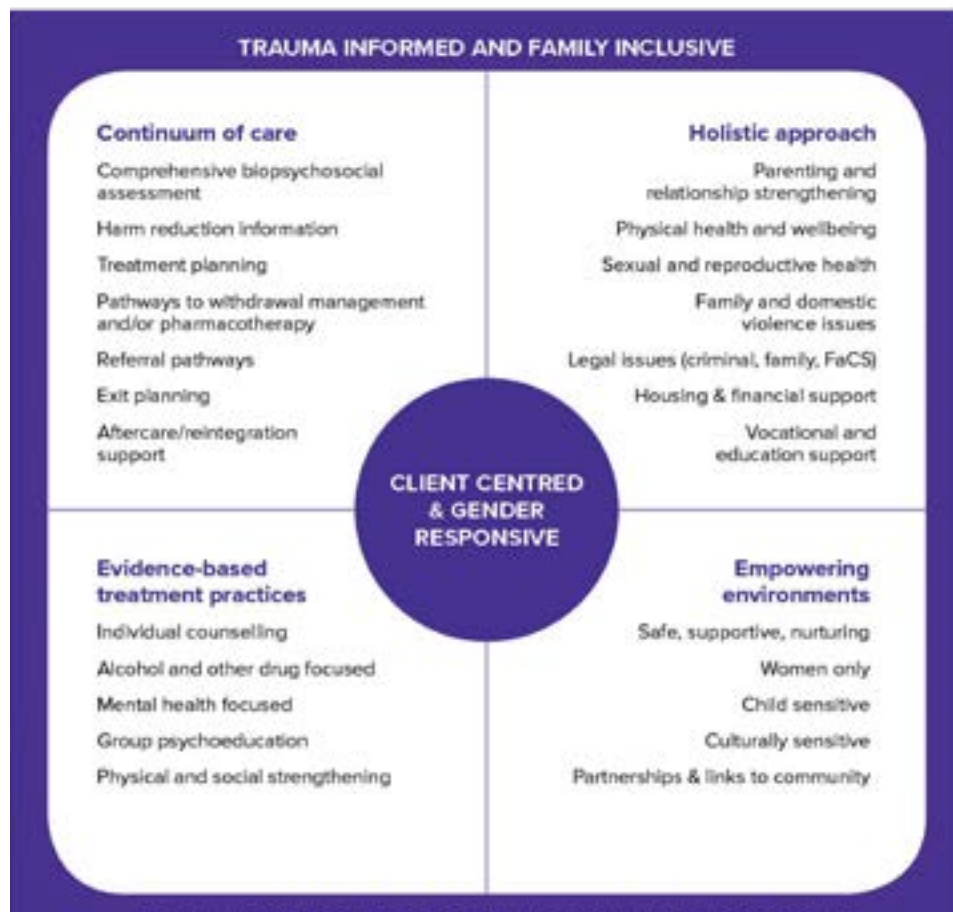 TRAUMA INFORMED AND FAMILY INCLUSIVE
Continuum of care
Comprehensive biopsychosocial
assessment
Harm reduction information
Treatment planning
Pathways to withdrawal management
and/or pharmacotherapy
Referral pathways
Exit planning
Aftercare/reintegration
support
Holistic approach
Parenting and
relationship strengthening
Physical health and wellbeing
Sexual and reproductive health
Family and domestic
violence issues
Legal issues (criminal, family, FaCS)
Housing & financial support
Vocational and
education support
CLIENT CENTRED
& GENDER
RESPONSIVE
Evidence-based
treatment practices
Individual counselling
Alcohol and other drug focused
Mental health focused
Group psychoeducation
Physical and social strengthening
Empowering
environments
Safe, supportive, nurturing
Women only
Child sensitive
Culturally sensitive
Partnerships & links to community